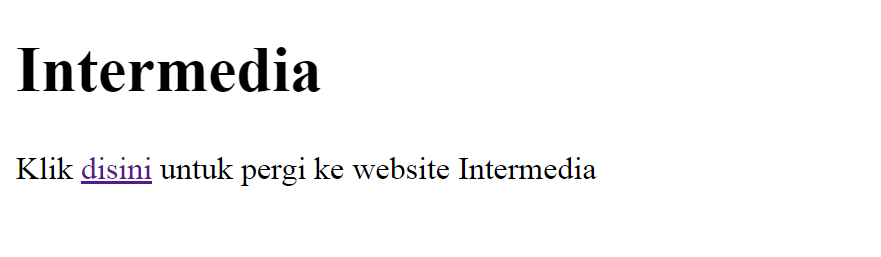 Intermedia
Klik disini untuk pergi ke website Intermedia